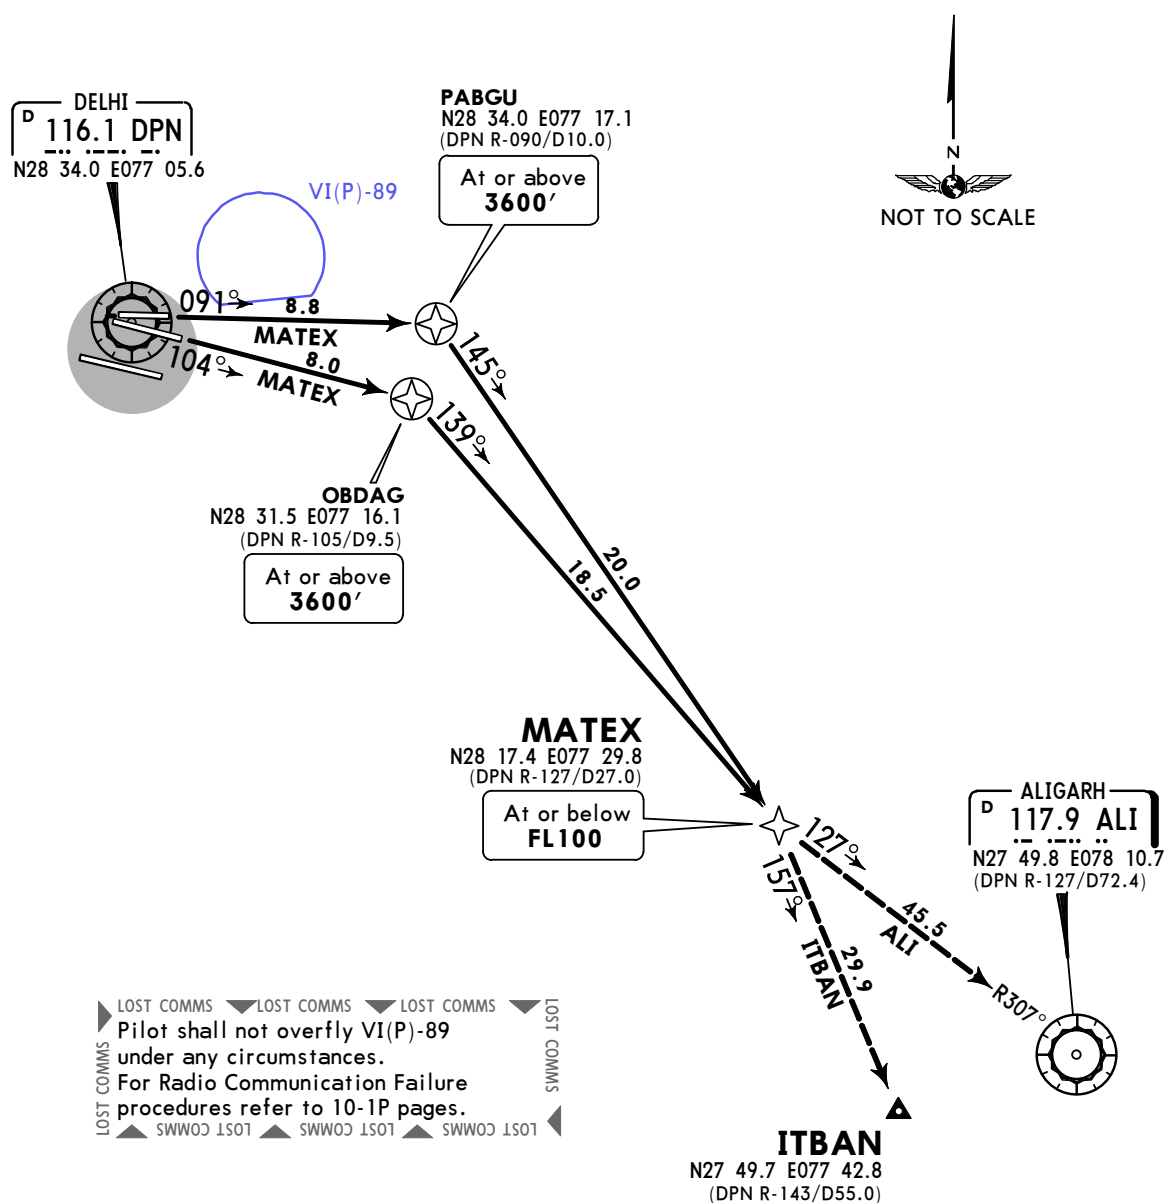 DELHI
D 116.1 DPN
N28 34.0 E077 05.6
PABGU
N28 34.0 E077 17.1
(DPN R-090/D10.0)
At or above
3600′
VI(P)-89
N
NOT TO SCALE
091°
8.8
MATEX
104°
8.0
MATEX
145°
139°
OBDAG
N28 31.5 E077 16.1
(DPN R-105/D9.5)
At or above
3600′
20.0
18.5
MATEX
N28 17.4 E077 29.8
(DPN R-127/D27.0)
At or below
FL100
ALIGARH
D 117.9 ALI
N27 49.8 E078 10.7
(DPN R-127/D72.4)
127°
157°
45.5
ALI
29.9
ITBAN
R307°
LOST COMMS LOST COMMS LOST COMMS
LOST COMMS
LOST COMMS
Pilot shall not overfly VI(P)-89
under any circumstances.
For Radio Communication Failure
procedures refer to 10-1P pages.
LOST COMMS LOST COMMS LOST COMMS
ITBAN
N27 49.7 E077 42.8
(DPN R-143/D55.0)